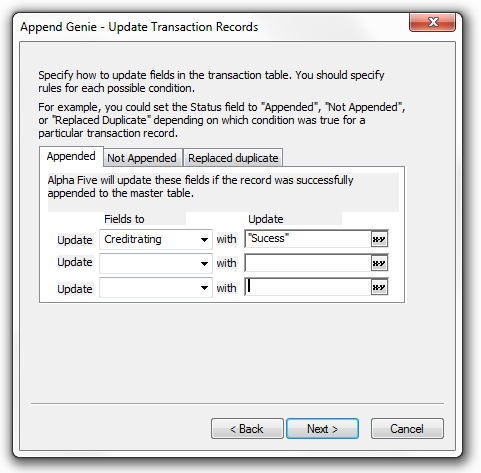 Append Genie - Update Transaction Records
Specify how to update fields in the transaction table. You should specify
rules for each possible condition.
For example, you could set the Status field to "Appended", "Not Appended",
or "Replaced Duplicate" depending on which condition was true for a
particular transaction record.
Appended Not Appended Replaced duplicate
Alpha Five will update these fields if the record was successfully
appended to the master table.
Fields to Update
Update Creditrating with "Sucess" x-y
Update with x-y
Update with x-y
< Back Next > Cancel